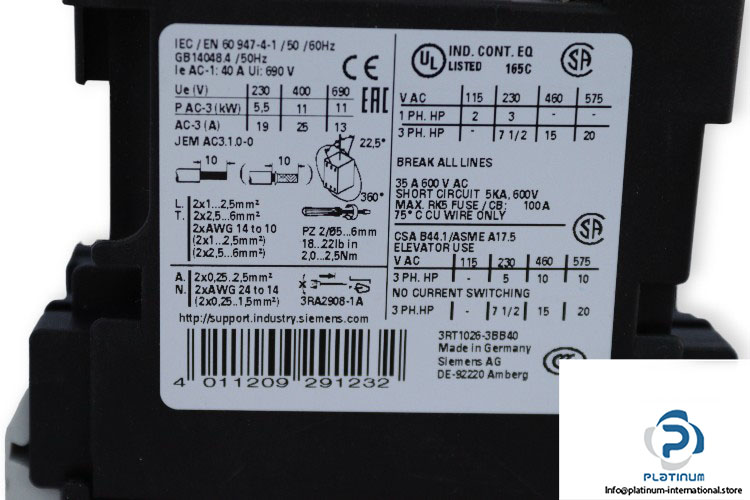 IEC / EN 60 947-4-1 / 50 / 60Hz
GB14048.4 / 50Hz
Ie AC-1: 40 A Ui: 690 V
CE
EAC
Ue (V) 230 400 690
P AC-3 (kW) 5,5 11 11
AC-3 (A) 19 25 13
JEM AC3.1.0-0
10 10 22,5° 360°
L. 2x1...2,5mm²
T. 2x2,5...6mm²
2xAWG 14 to 10
(2x1...2,5mm²)
(2x2,5...6mm²)
PZ 2/Ø5...6mm
18...22lb in
2,0...2,5Nm
A. 2x0,25...2,5mm²
N. 2xAWG 24 to 14
(2x0,25...1,5mm²)
3RA2908-1A
http://support.industry.siemens.com
4 011209 291232
UL IND. CONT. EQ
LISTED 165C
SA
V AC 115 230 460 575
1 PH. HP 2 3 - -
3 PH. HP - 7 1/2 15 20
BREAK ALL LINES
35 A 600 V AC
SHORT CIRCUIT 5KA, 600V
MAX. RK5 FUSE / CB: 100A
75° C CU WIRE ONLY
SA
CSA B44.1/ASME A17.5
ELEVATOR USE
V AC 115 230 460 575
3 PH. HP - 5 10 10
NO CURRENT SWITCHING
3 PH. HP - 7 1/2 15 20
3RT1026-3BB40
Made in Germany
Siemens AG
DE-92220 Amberg
CCC
PLATINUM
INTERNATIONAL
Info@platinum-international.store